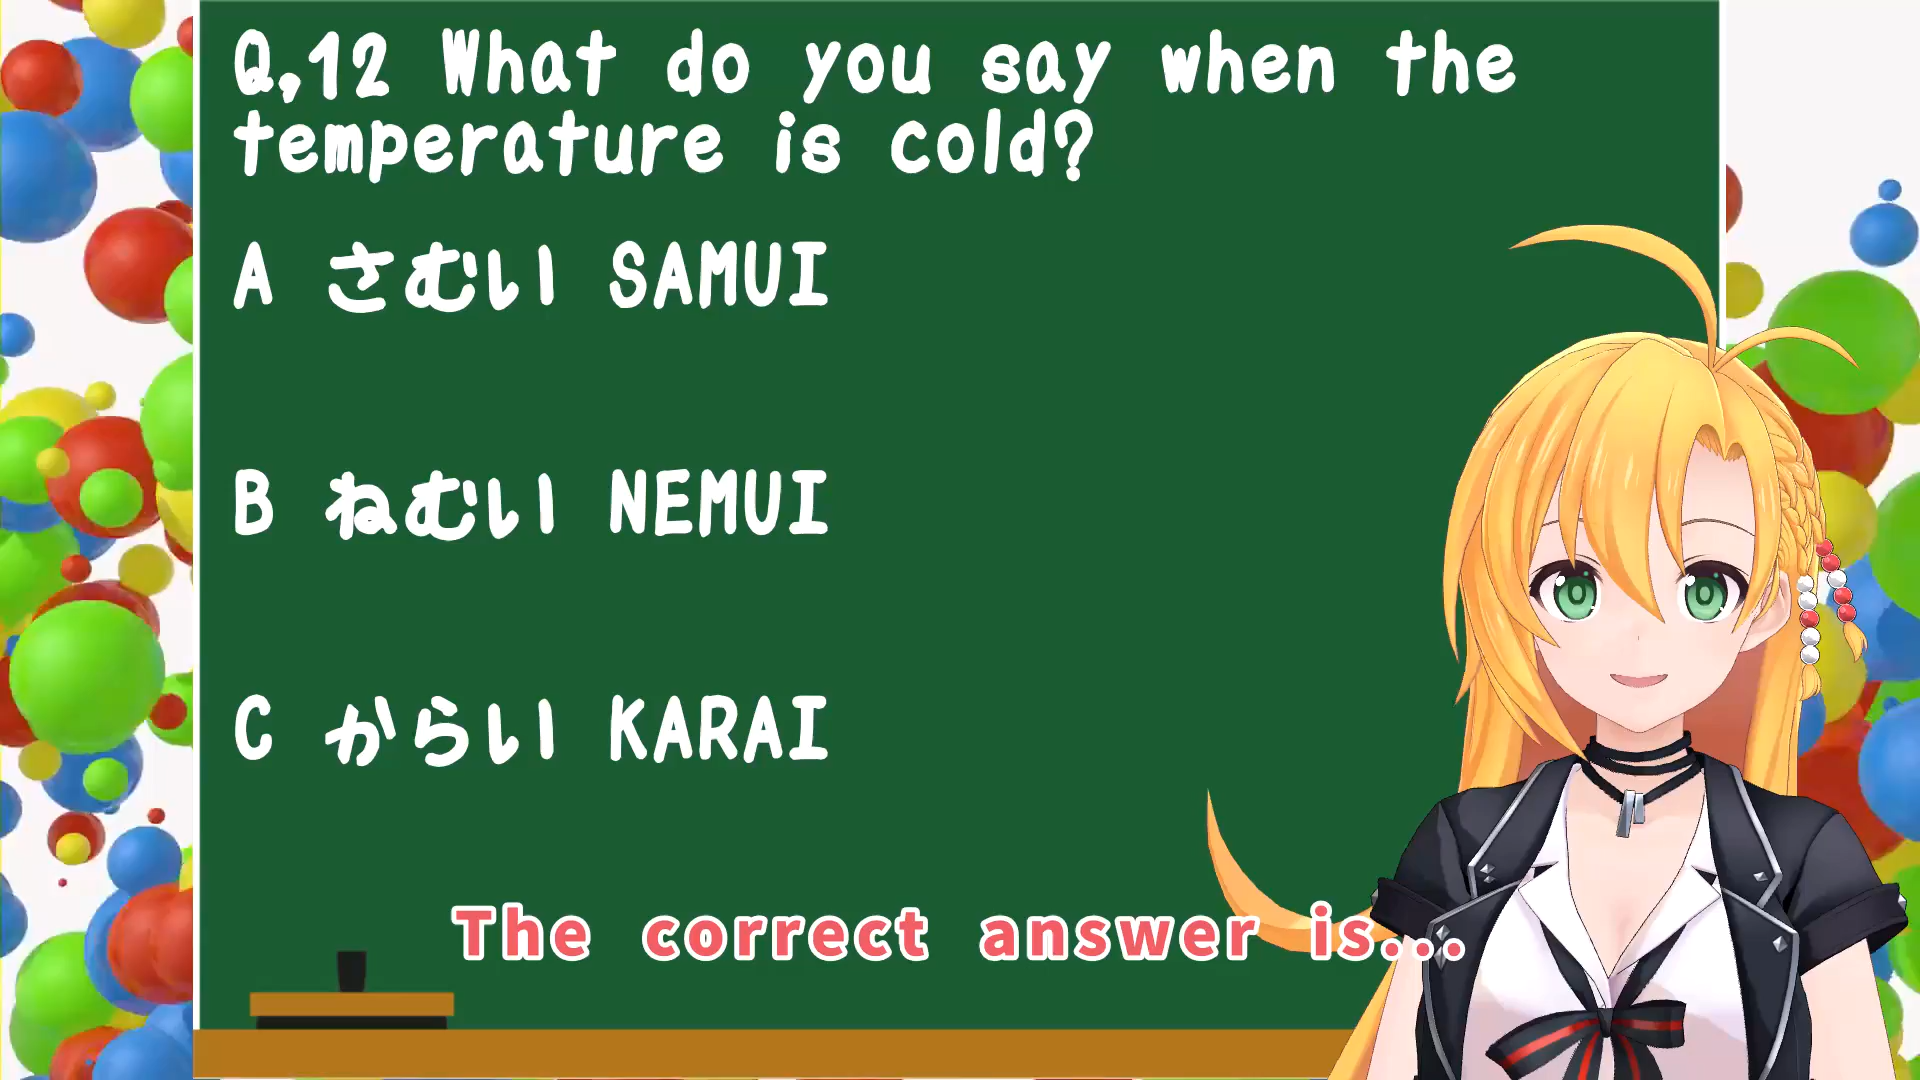 Q,12 What do you say when the
temperature is cold?
A さむい SAMUI
B ねむい NEMUI
C からい KARAI
The correct answer is...